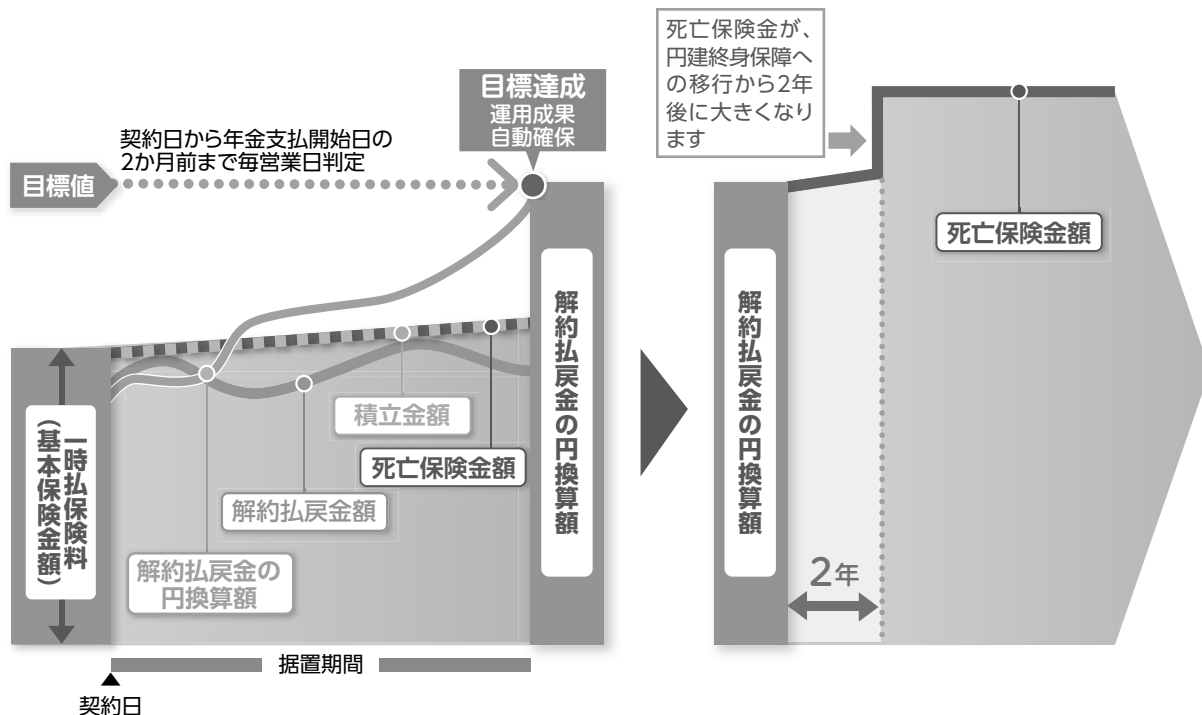 目標達成
運用成果
自動確保
契約日から年金支払開始日の
2か月前まで毎営業日判定
目標値
積立金額
死亡保険金額
解約払戻金額
解約払戻金の
円換算額
一時払保険料
(基本保険金額)
解約払戻金の円換算額
据置期間
契約日
死亡保険金が、
円建終身保障へ
の移行から2年
後に大きくなり
ます
死亡保険金額
解約払戻金の円換算額
2年